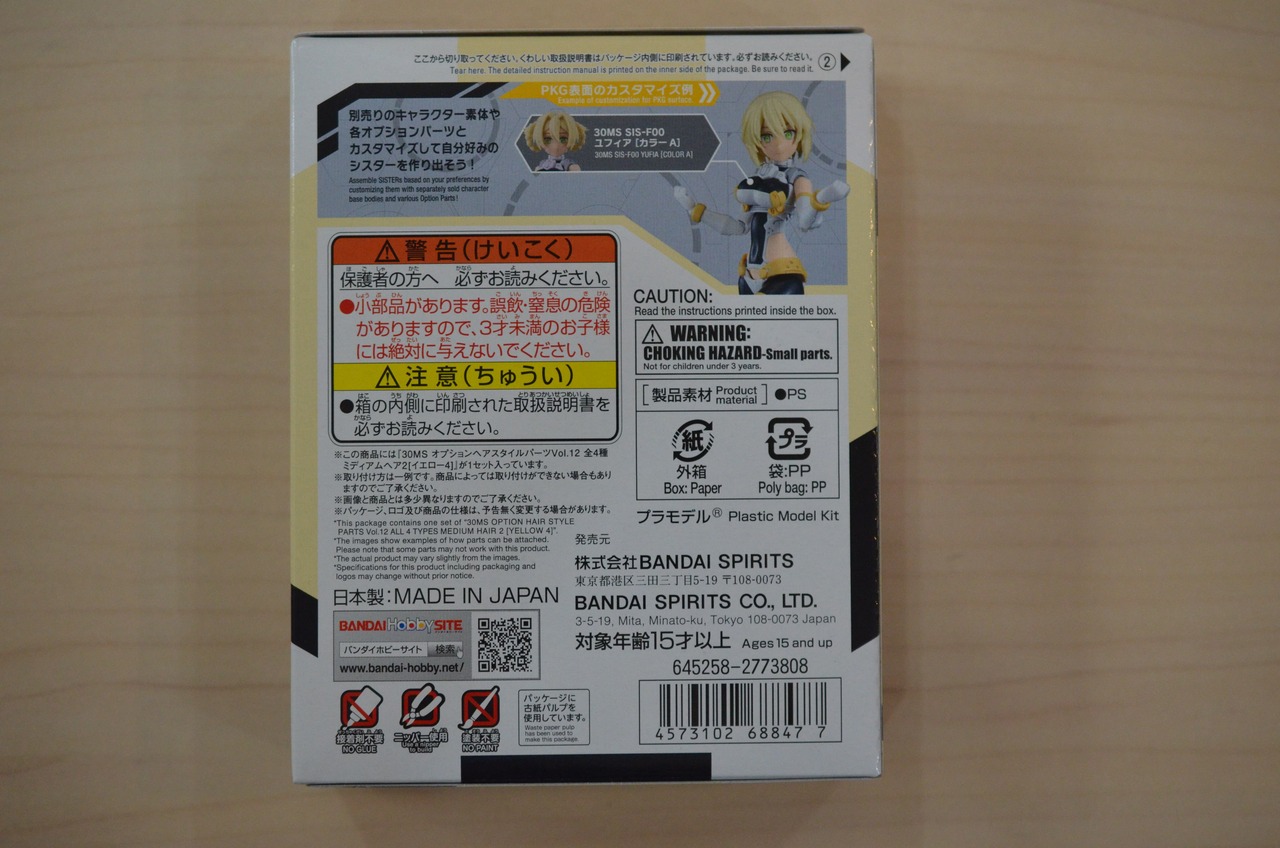 ここから切り取ってください。くわしい取扱説明書はパッケージ内側に印刷されています。必ずお読みください。
Tear here. The detailed instruction manual is printed on the inner side of the package. Be sure to read it.
②
PKG表面のカスタマイズ例
Example of customization for PKG surface.
別売りのキャラクター素体や
各オプションパーツと
カスタマイズして自分好みの
シスターを作り出そう！
Assemble SISTERs based on your preferences by
customizing them with separately sold character
base bodies and various Option Parts!
30MS SIS-F00
ユフィア [カラー A]
30MS SIS-F00 YUFIA [COLOR A]
警告(けいこく)
保護者の方へ 必ずお読みください。
●小部品があります。誤飲・窒息の危険
がありますので、3才未満のお子様
には絶対に与えないでください。
注意(ちゅうい)
●箱の内側に印刷された取扱説明書を
必ずお読みください。
※この商品には『30MS オプションヘアスタイルパーツVol.12 全4種
ミディアムヘア2[イエロー4]』が1セット入っています。
※取り付け方は一例です。商品によっては取り付けができない場合もあり
ますのでご了承ください。
※画像と商品とは多少異なりますのでご了承ください。
※パッケージ、ロゴ及び商品の仕様は、予告無く変更する場合があります。
*This package contains one set of "30MS OPTION HAIR STYLE
PARTS Vol.12 ALL 4 TYPES MEDIUM HAIR 2 [YELLOW 4]".
*The images show examples of how parts can be attached.
Please note that some parts may not work with this product.
*The actual product may vary slightly from the images.
*Specifications for this product including packaging and
logos may change without prior notice.
日本製:MADE IN JAPAN
BANDAI Hobby SITE
バンダイホビーサイト 検索
www.bandai-hobby.net/
接着剤不要
NO GLUE
ニッパー使用
Use a nipper
to build
塗装不要
NO PAINT
パッケージに
古紙パルプを
使用しています。
Waste paper pulp
has been used to
make this package.
CAUTION:
Read the instructions printed inside the box.
WARNING:
CHOKING HAZARD-Small parts.
Not for children under 3 years.
[製品素材 Product material] ●PS
紙
外箱
Box: Paper
プラ
袋:PP
Poly bag: PP
プラモデル® Plastic Model Kit
発売元
株式会社BANDAI SPIRITS
東京都港区三田三丁目5-19 〒108-0073
BANDAI SPIRITS CO., LTD.
3-5-19, Mita, Minato-ku, Tokyo 108-0073 Japan
対象年齢15才以上 Ages 15 and up
645258-2773808
4573102 68847 7